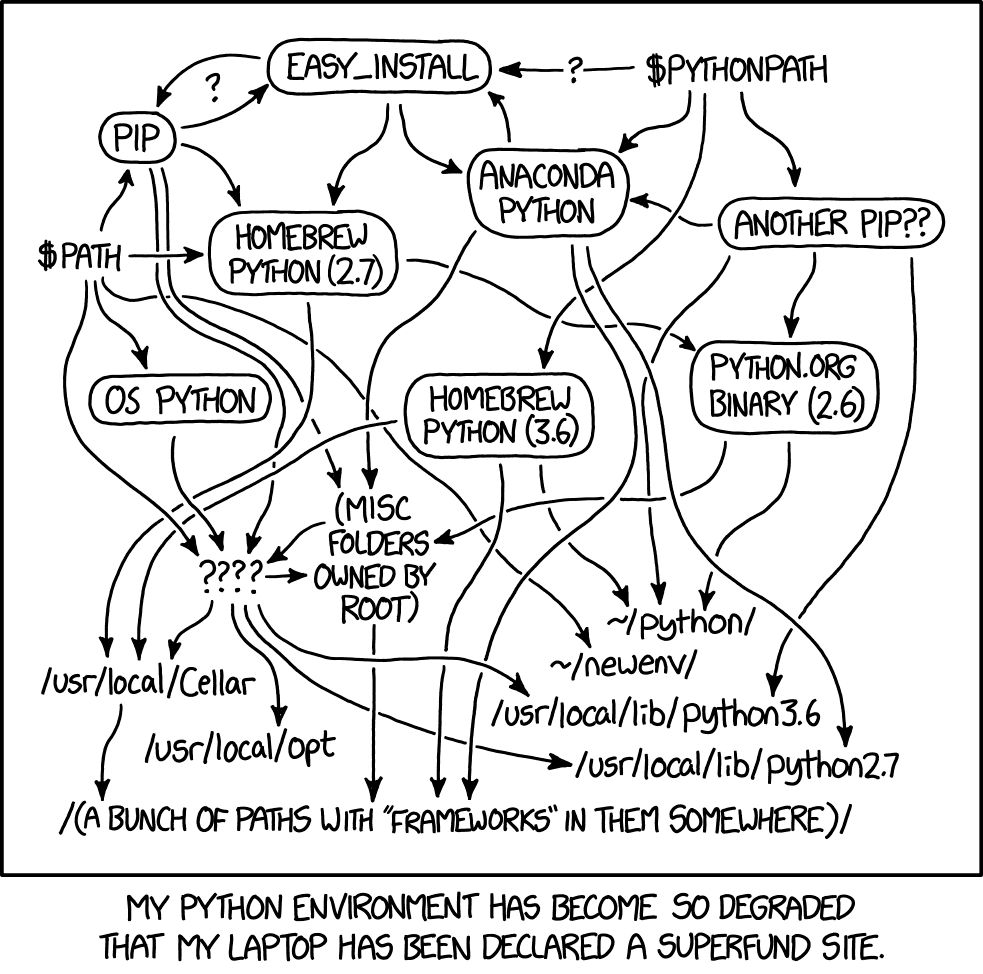 EASY_INSTALL
?
$PYTHONPATH
?
PIP
ANACONDA
PYTHON
ANOTHER PIP??
$PATH
HOMEBREW
PYTHON (2.7)
OS PYTHON
HOMEBREW
PYTHON (3.6)
PYTHON.ORG
BINARY (2.6)
(MISC
FOLDERS
OWNED BY
ROOT)
????
~/python/
~/newenv/
/usr/local/Cellar
/usr/local/lib/python3.6
/usr/local/opt
/usr/local/lib/python2.7
/(A BUNCH OF PATHS WITH "FRAMEWORKS" IN THEM SOMEWHERE)/
MY PYTHON ENVIRONMENT HAS BECOME SO DEGRADED
THAT MY LAPTOP HAS BEEN DECLARED A SUPERFUND SITE.